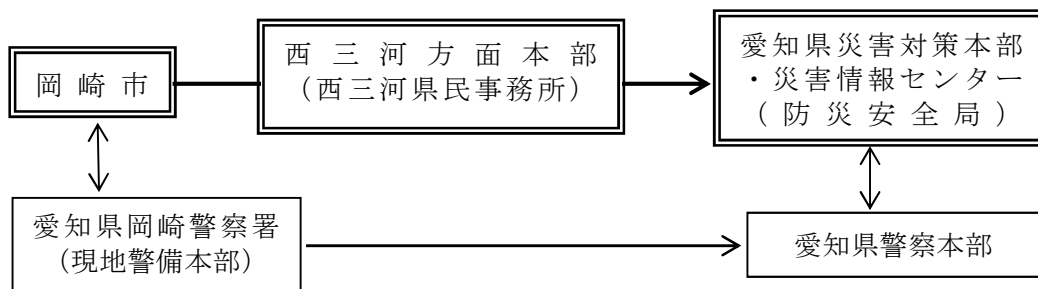 岡崎市
西三河方面本部
(西三河県民事務所)
愛知県災害対策本部
・災害情報センター
(防災安全局)
愛知県岡崎警察署
(現地警備本部)
愛知県警察本部